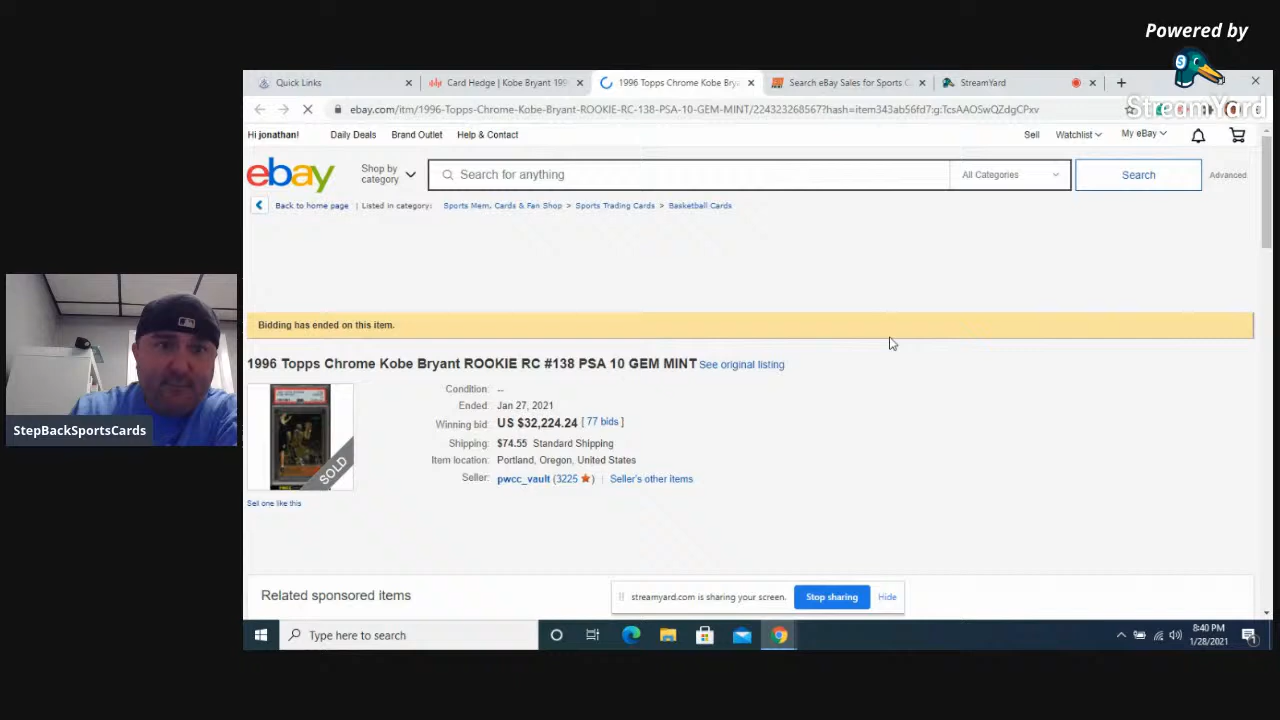 Powered by
StreamYard
Quick Links
Card Hedge | Kobe Bryant 199
1996 Topps Chrome Kobe Bry
Search eBay Sales for Sports C
StreamYard
ebay.com/itm/1996-Topps-Chrome-Kobe-Bryant-ROOKIE-RC-138-PSA-10-GEM-MINT/224323268567?hash=item343ab56fd7:g:TcsAAOSwQZdgCPxo
Hi jonathan! Daily Deals Brand Outlet Help & Contact Sell Watchlist My eBay
ebay
Shop by
category
Search for anything
All Categories
Search
Advanced
Back to home page | Listed in category: Sports Mem, Cards & Fan Shop > Sports Trading Cards > Basketball Cards
Bidding has ended on this item.
1996 Topps Chrome Kobe Bryant ROOKIE RC #138 PSA 10 GEM MINT See original listing
SOLD
Sell one like this
Condition: --
Ended: Jan 27, 2021
Winning bid: US $32,224.24 [ 77 bids ]
Shipping: $74.55 Standard Shipping
Item location: Portland, Oregon, United States
Seller: pwcc_vault (3225 ) | Seller's other items
StepBackSportsCards
Related sponsored items
streamyard.com is sharing your screen. Stop sharing Hide
Type here to search
8:40 PM
1/28/2021